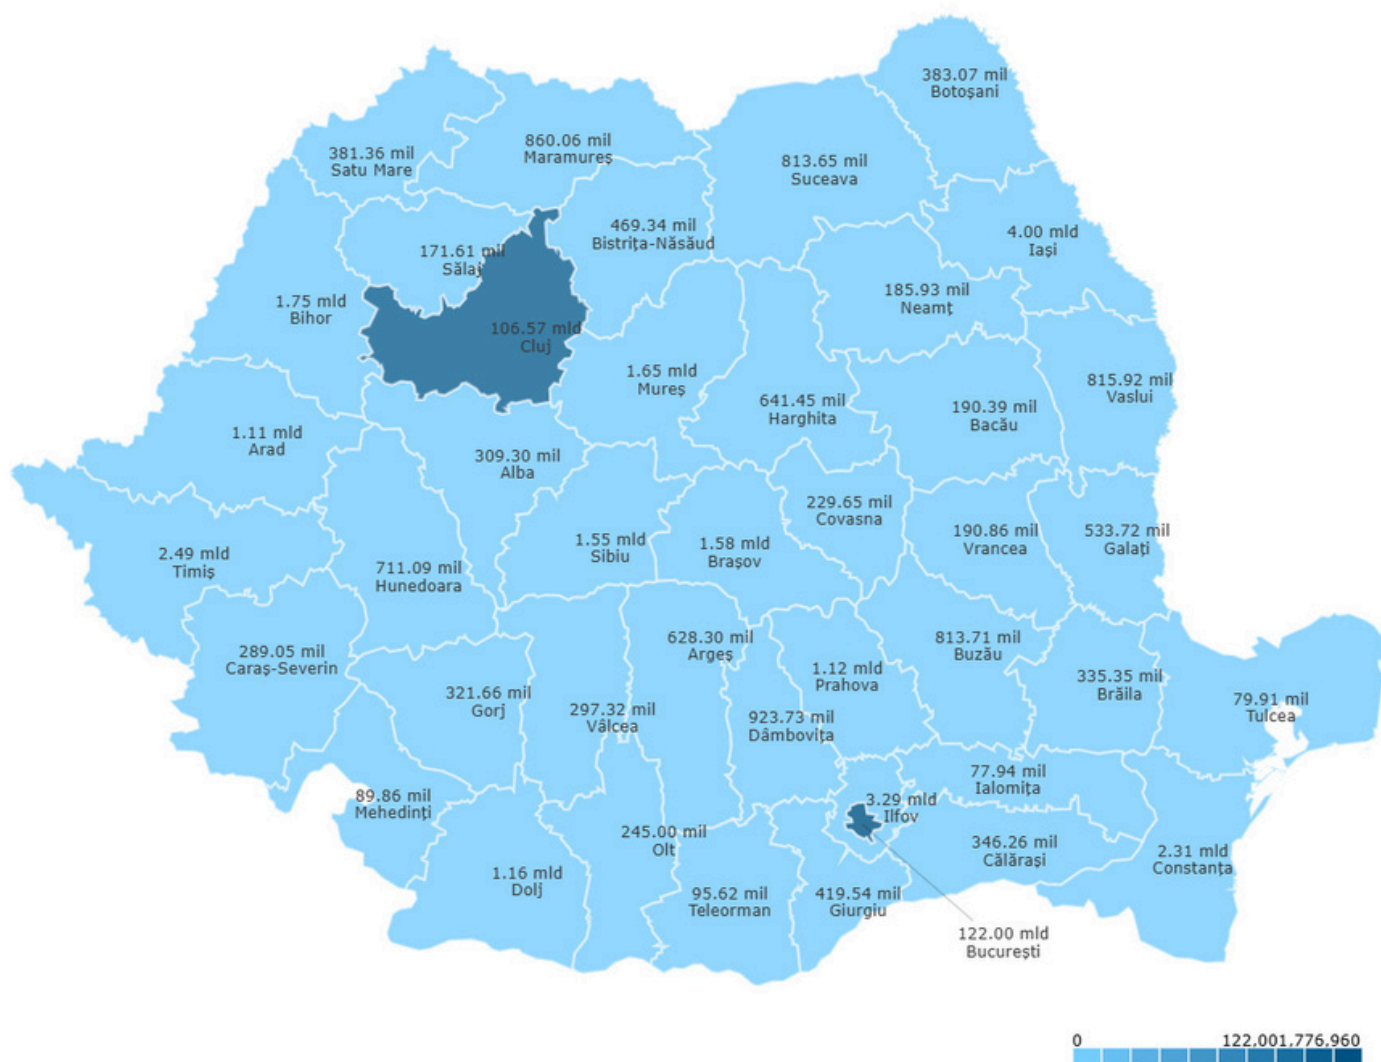 383.07 mil
Botoșani
860.06 mil
Maramureș
381.36 mil
Satu Mare
813.65 mil
Suceava
469.34 mil
Bistrița-Năsăud
4.00 mld
Iași
171.61 mil
Sălaj
185.93 mil
Neamț
1.75 mld
Bihor
106.57 mld
Cluj
1.65 mld
Mureș
815.92 mil
Vaslui
641.45 mil
Harghita
190.39 mil
Bacău
1.11 mld
Arad
309.30 mil
Alba
229.65 mil
Covasna
190.86 mil
Vrancea
533.72 mil
Galați
1.55 mld
Sibiu
1.58 mld
Brașov
2.49 mld
Timiș
711.09 mil
Hunedoara
628.30 mil
Argeș
813.71 mil
Buzău
289.05 mil
Caraș-Severin
1.12 mld
Prahova
335.35 mil
Brăila
321.66 mil
Gorj
79.91 mil
Tulcea
297.32 mil
Vâlcea
923.73 mil
Dâmbovița
77.94 mil
Ialomița
89.86 mil
Mehedinți
3.29 mld
Ilfov
245.00 mil
Olt
346.26 mil
Călărași
2.31 mld
Constanța
1.16 mld
Dolj
95.62 mil
Teleorman
419.54 mil
Giurgiu
122.00 mld
București
0 122,001,776,960